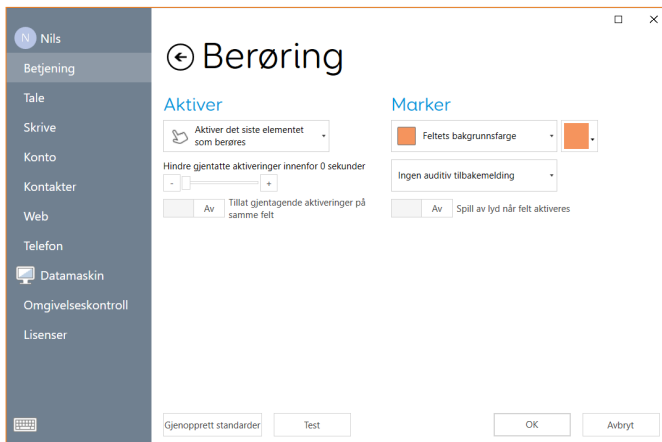 N Nils
Betjening
Tale
Skrive
Konto
Kontakter
Web
Telefon
Datamaskin
Omgivelseskontroll
Lisenser
Berøring
Aktiver
Aktiver det siste elementet
som berøres
Hindre gjentatte aktiveringer innenfor 0 sekunder
- +
Av Tillat gjentagende aktiveringer på
samme felt
Marker
Feltets bakgrunnsfarge
Ingen auditiv tilbakemelding
Av Spill av lyd når felt aktiveres
Gjenopprett standarder Test OK Avbryt